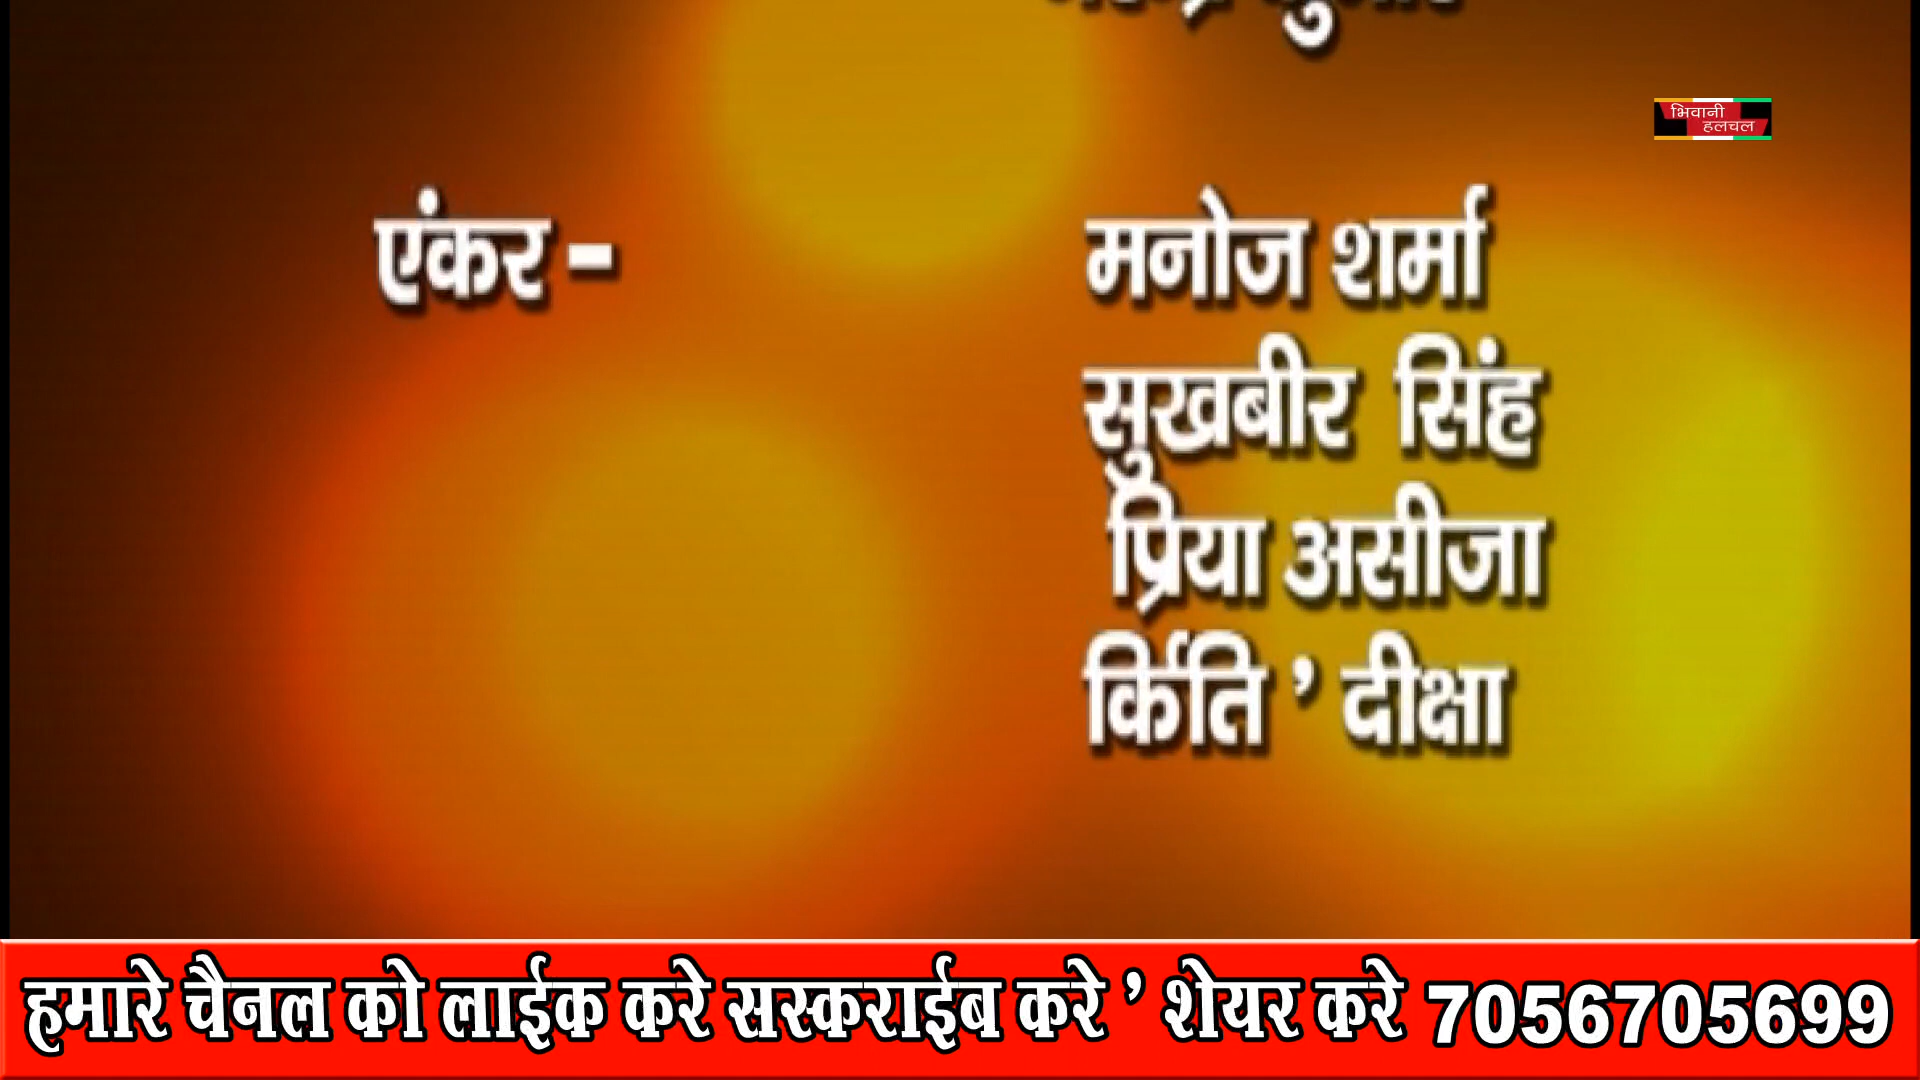 कुमार
भिवानी
हलचल
एंकर - मनोज शर्मा
सुखबीर सिंह
प्रिया असीजा
र्किति ' दीक्षा
हमारे चैनल को लाईक करे सस्कराईब करे ' शेयर करे 7056705699